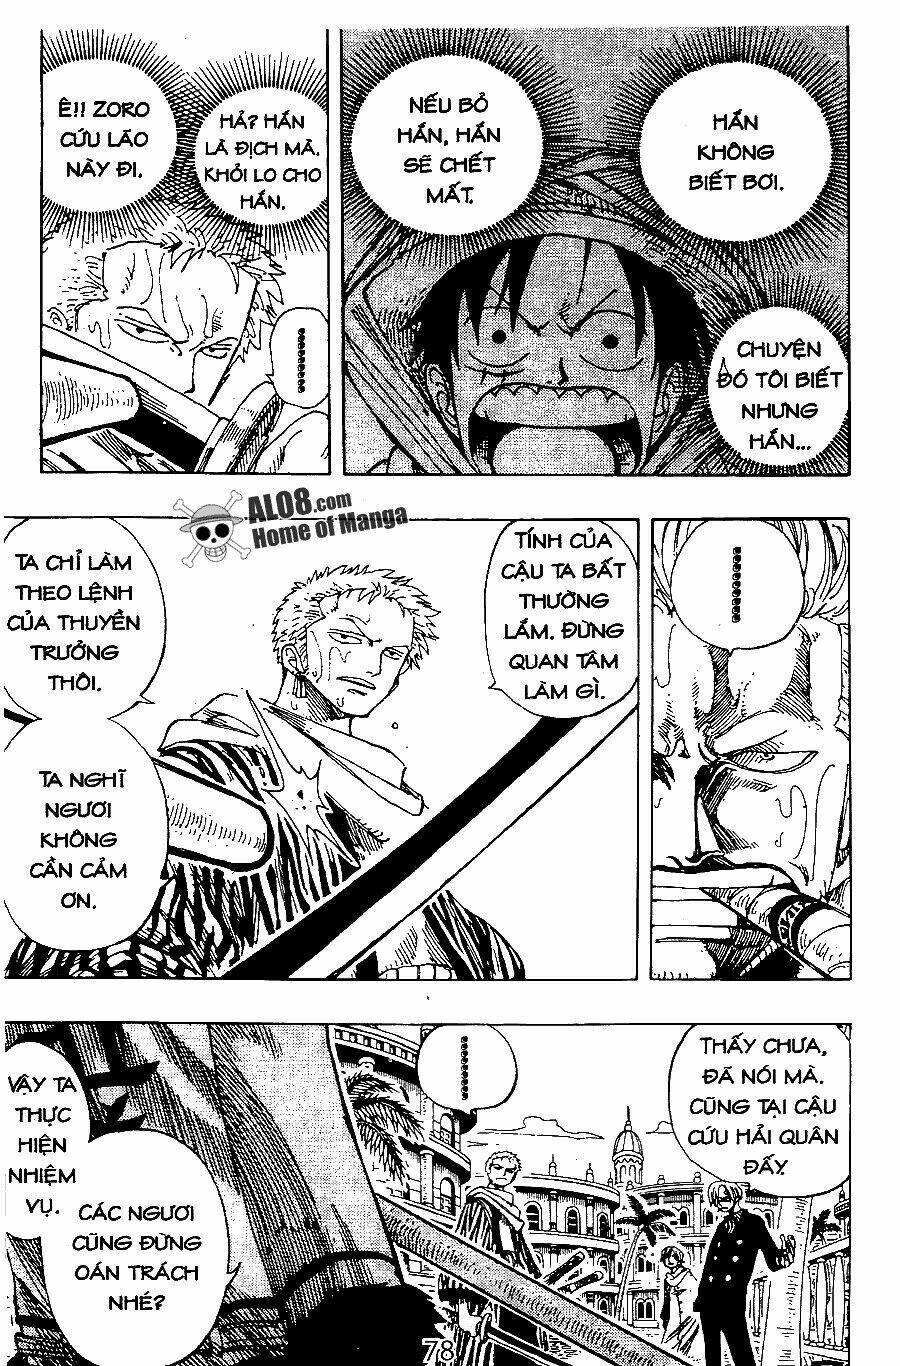 HẮN
KHÔNG
BIẾT BƠI.
NẾU BỎ
HẮN, HẮN
SẼ CHẾT
MẤT.
CHUYỆN
ĐÓ TÔI BIẾT
NHƯNG
HẮN...
HẢ? HẮN
LÀ ĐỊCH MÀ.
KHỎI LO CHO
HẮN.
Ê!! ZORO
CỨU LÃO
NÀY ĐI.
AL08.com
Home of Manga
TÍNH CỦA
CẬU TA BẤT
THƯỜNG
LẮM. ĐỪNG
QUAN TÂM
LÀM GÌ.
TA CHỈ LÀM
THEO LỆNH
CỦA THUYỀN
TRƯỞNG
THÔI.
TA NGHĨ
NGƯƠI
KHÔNG
CẦN CẢM
ƠN.
THẤY CHƯA,
ĐÃ NÓI MÀ.
CŨNG TẠI CẬU
CỨU HẢI QUÂN
ĐẤY.
VẬY TA
THỰC
HIỆN
NHIỆM
VỤ.
CÁC NGƯƠI
CŨNG ĐỪNG
OÁN TRÁCH
NHÉ?
78